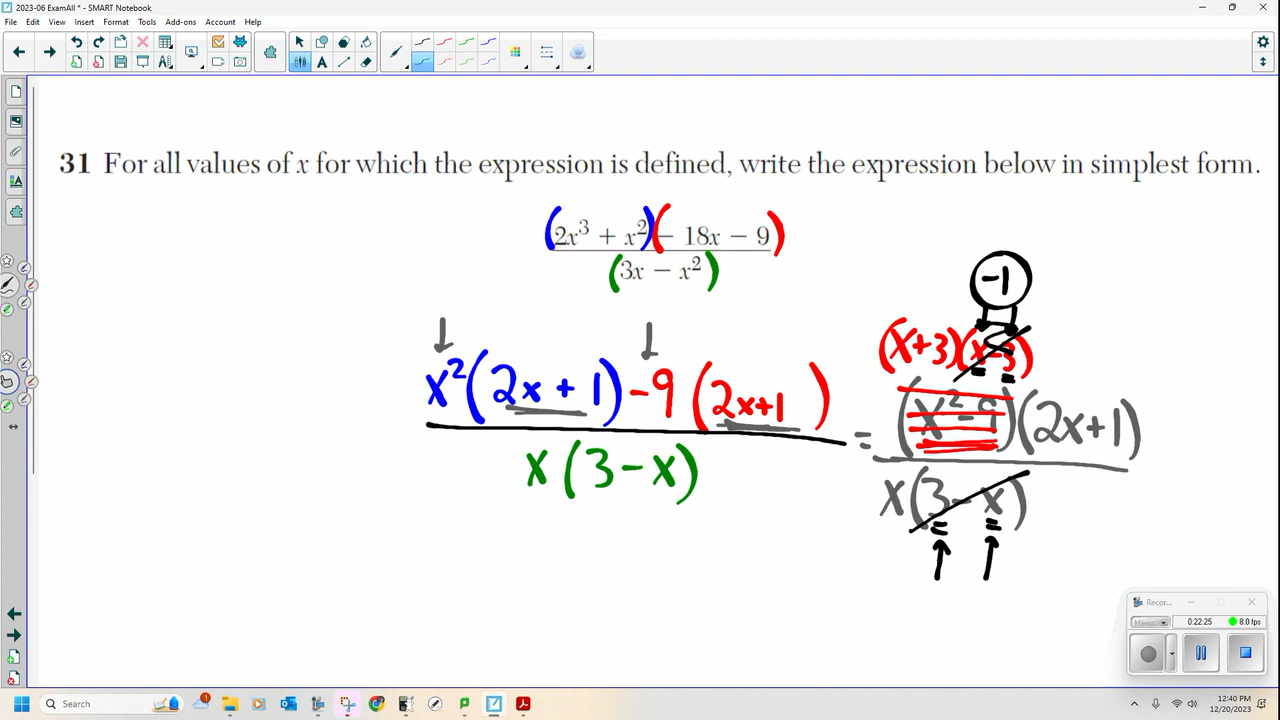 2023-06 ExamAll * - SMART Notebook
File Edit View Insert Format Tools Add-ons Account Help
31 For all values of x for which the expression is defined, write the expression below in simplest form.
(2x³ + x²)(− 18x − 9)
(3x − x²)
-1
(x+3)(x-3)
x²(2x + 1) -9 (2x+1 )
= (x²-9)(2x+1)
x(3-x)
x(3-x)
Recor...
Menu
0:22:25 8.0 fps
Search
1
12:40 PM
12/20/2023